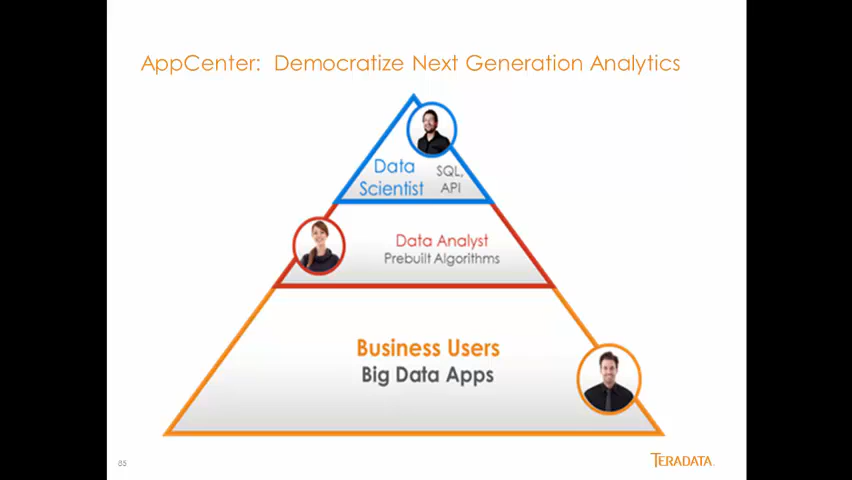 AppCenter:  Democratize Next Generation Analytics
Data
Scientist
SQL,
API
Data Analyst
Prebuilt Algorithms
Business Users
Big Data Apps
85
TERADATA.